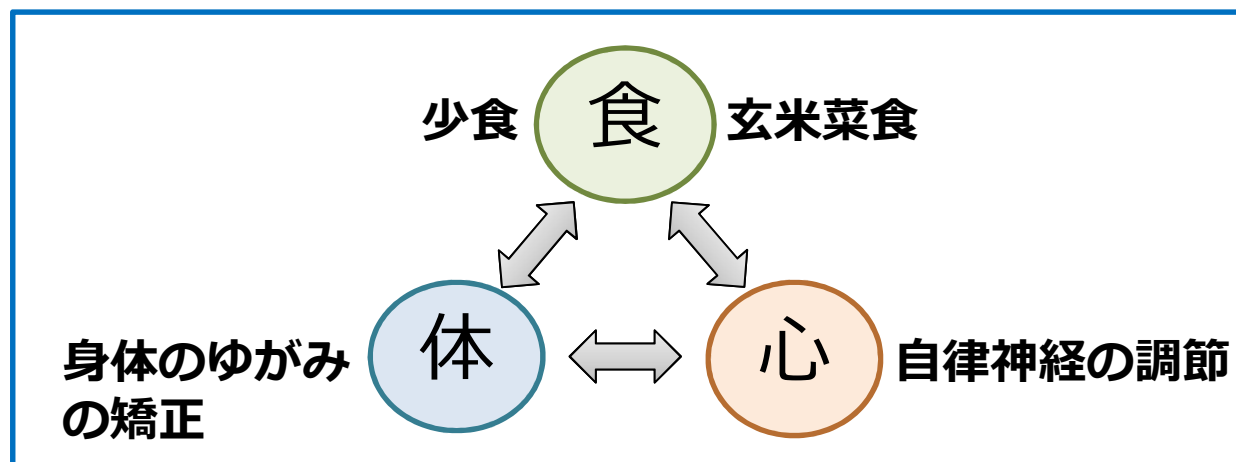 少食 食 玄米菜食
体 心
身体のゆがみ
の矯正
自律神経の調節